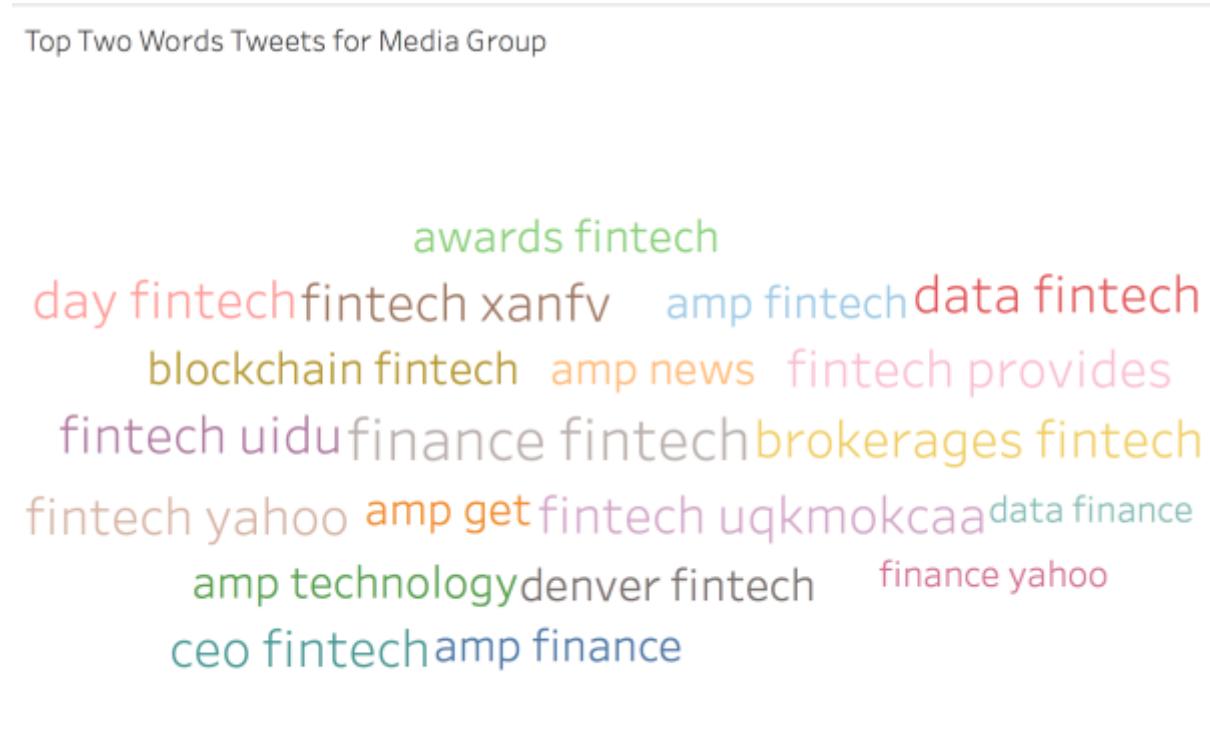 Top Two Words Tweets for Media Group
awards fintech
day fintech fintech xanfv amp fintech data fintech
blockchain fintech amp news fintech provides
fintech uidu finance fintech brokerages fintech
fintech yahoo amp get fintech uqkmokcaa data finance
amp technology denver fintech finance yahoo
ceo fintech amp finance